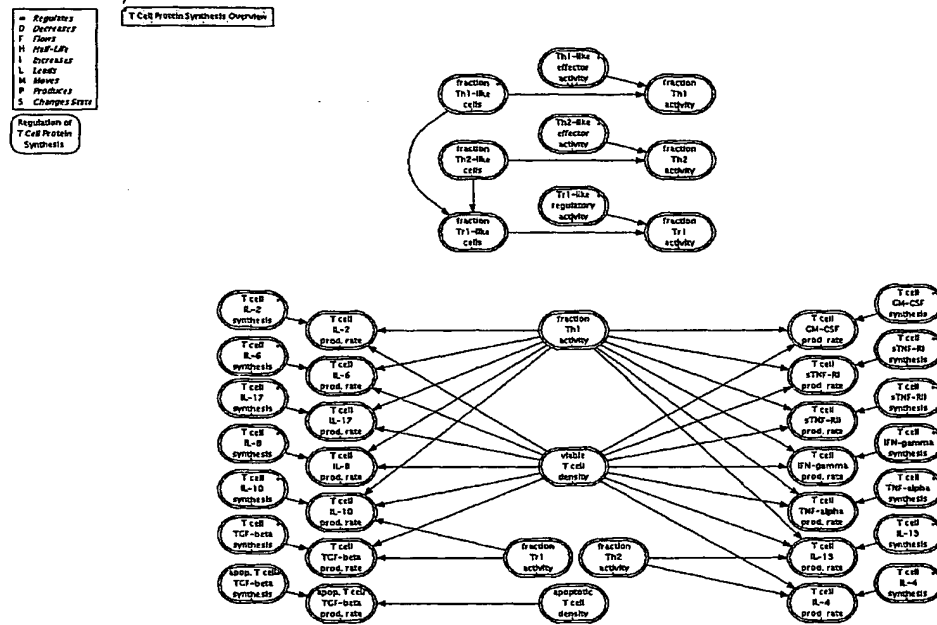 = Regulates
D Decreases
F Flows
H Half-Life
I Increases
L Leads
M Moves
P Produces
S Changes State
Regulation of
T Cell Protein
Synthesis
T Cell Protein Synthesis Overview
Th1-like
effector
activity
fraction
Th1-like
cells
fraction
Th1
activity
Th2-like
effector
activity
fraction
Th2-like
cells
fraction
Th2
activity
Tr1-like
regulatory
activity
fraction
Tr1-like
cells
fraction
Tr1
activity
T cell
IL-2
synthesis
T cell
IL-2
prod. rate
T cell
IL-6
synthesis
T cell
IL-6
prod. rate
T cell
IL-17
synthesis
T cell
IL-17
prod. rate
T cell
IL-8
synthesis
T cell
IL-8
prod. rate
T cell
IL-10
synthesis
T cell
IL-10
prod. rate
T cell
TGF-beta
synthesis
T cell
TGF-beta
prod. rate
apop. T cell
TGF-beta
synthesis
apop. T cell
TGF-beta
prod. rate
fraction
Th1
activity
viable
T cell
density
fraction
Tr1
activity
fraction
Th2
activity
apoptotic
T cell
density
T cell
GM-CSF
prod. rate
T cell
GM-CSF
synthesis
T cell
sTNF-RI
prod. rate
T cell
sTNF-RI
synthesis
T cell
sTNF-RII
prod. rate
T cell
sTNF-RII
synthesis
T cell
IFN-gamma
prod. rate
T cell
IFN-gamma
synthesis
T cell
TNF-alpha
prod. rate
T cell
TNF-alpha
synthesis
T cell
IL-13
prod. rate
T cell
IL-13
synthesis
T cell
IL-4
prod. rate
T cell
IL-4
synthesis